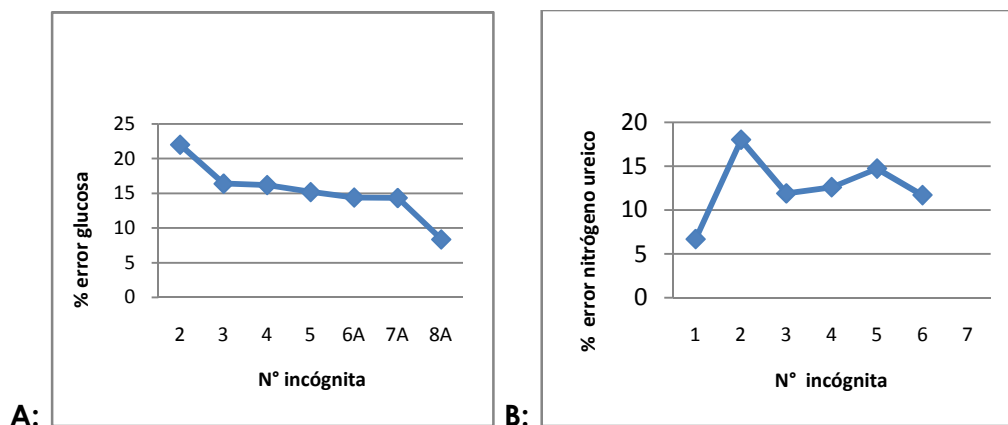 25
20
15
10
5
0
% error glucosa
2 3 4 5 6A 7A 8A
N° incógnita
A:
20
15
10
5
0
% error nitrógeno ureico
1 2 3 4 5 6 7
N° incógnita
B: